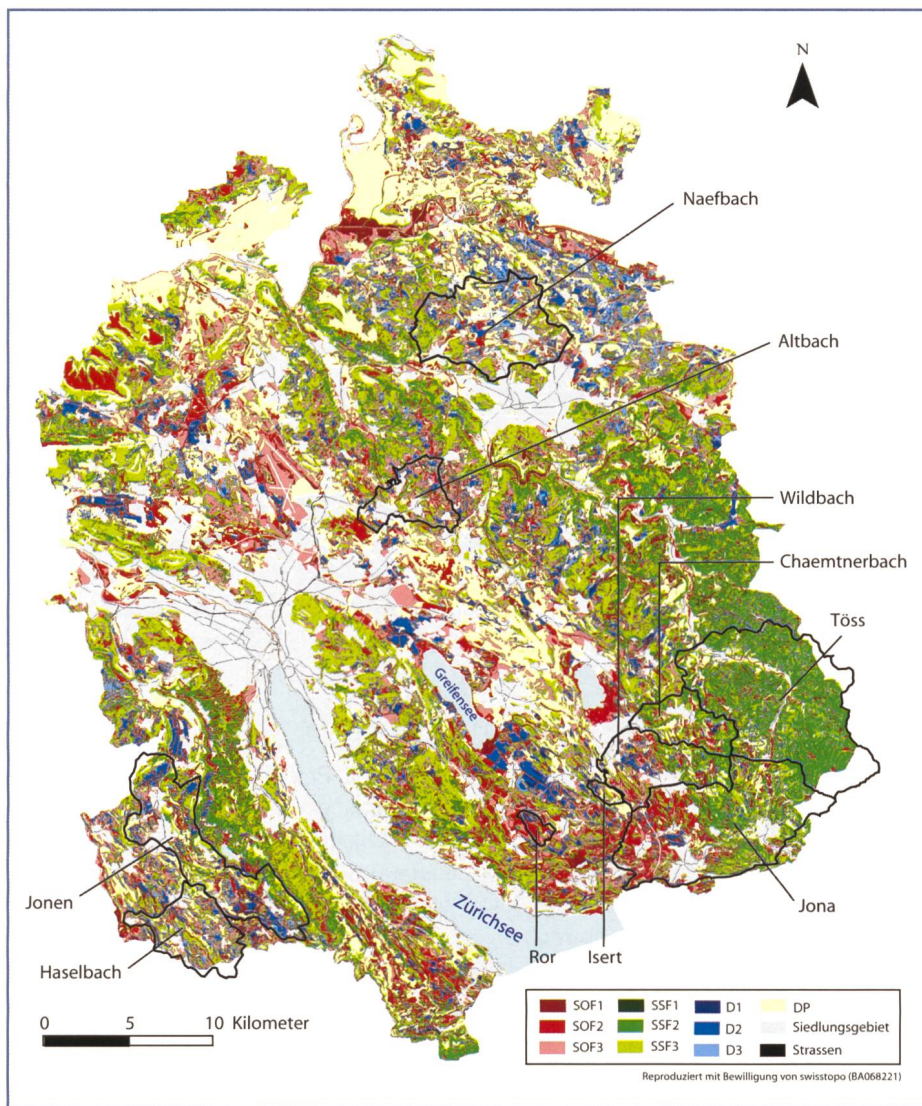 N
Naefbach
Altbach
Wildbach
Chaemtnerbach
Töss
Greifensee
Zürichsee
Jonen
Haselbach
Ror
Isert
Jona
0 5 10 Kilometer
SOF1 SSF1 D1 DP
SOF2 SSF2 D2 Siedlungsgebiet
SOF3 SSF3 D3 Strassen
Reproduziert mit Bewilligung von swisstopo (BA068221)